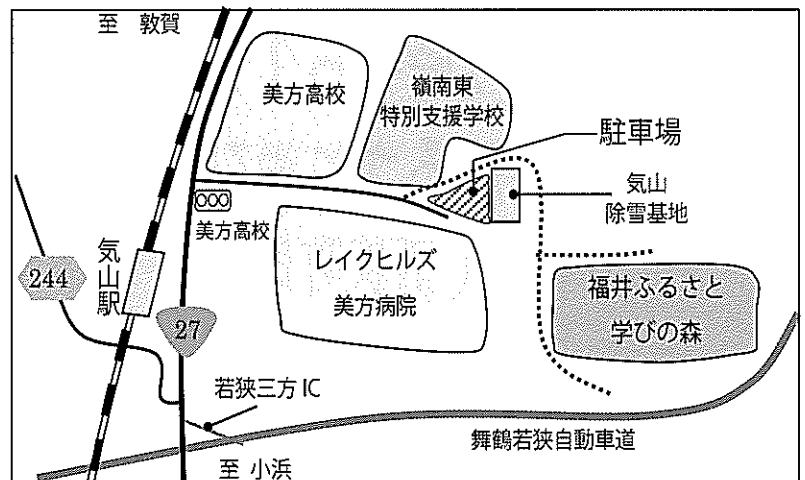 至 敦賀
美方高校
嶺南東
特別支援学校
駐車場
気山
除雪基地
美方高校
レイクヒルズ
美方病院
気山駅
244
27
福井ふるさと
学びの森
若狭三方IC
舞鶴若狭自動車道
至 小浜